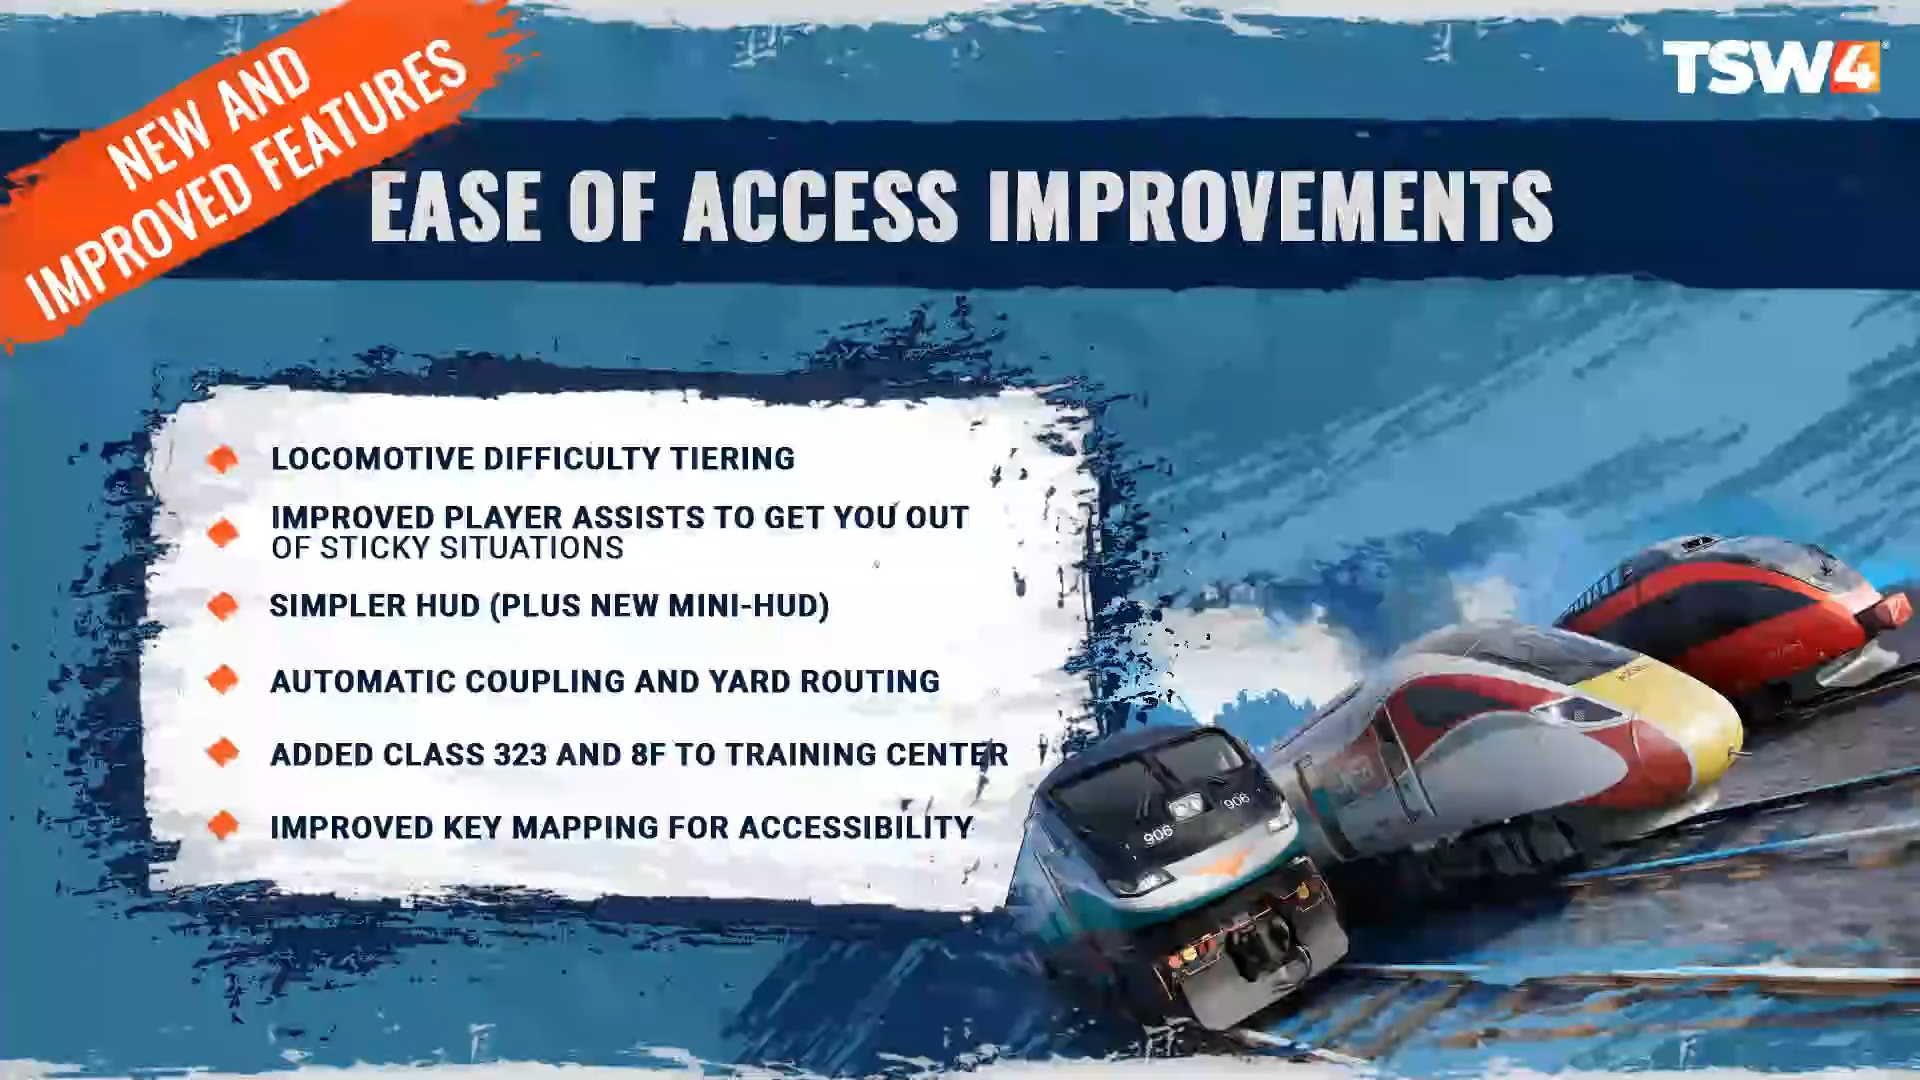 NEW AND
IMPROVED FEATURES
TSW4
EASE OF ACCESS IMPROVEMENTS
LOCOMOTIVE DIFFICULTY TIERING
IMPROVED PLAYER ASSISTS TO GET YOU OUT
OF STICKY SITUATIONS
SIMPLER HUD (PLUS NEW MINI-HUD)
AUTOMATIC COUPLING AND YARD ROUTING
ADDED CLASS 323 AND 8F TO TRAINING CENTER
IMPROVED KEY MAPPING FOR ACCESSIBILITY
906
906